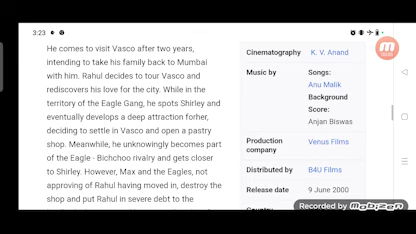 3:23
He comes to visit Vasco after two years,
intending to take his family back to Mumbai
with him. Rahul decides to tour Vasco and
rediscovers his love for the city. While in the
territory of the Eagle Gang, he spots Shirley and
eventually develops a deep attraction forher,
deciding to settle in Vasco and open a pastry
shop. Meanwhile, he unknowingly becomes part
of the Eagle - Bichchoo rivalry and gets closer
to Shirley. However, Max and the Eagles, not
approving of Rahul having moved in, destroy the
shop and put Rahul in severe debt to the
Cinematography K. V. Anand
Music by Songs:
Anu Malik
Background
Score:
Anjan Biswas
Production Venus Films
company
Distributed by B4U Films
Release date 9 June 2000
Country
Recorded by Mobizen